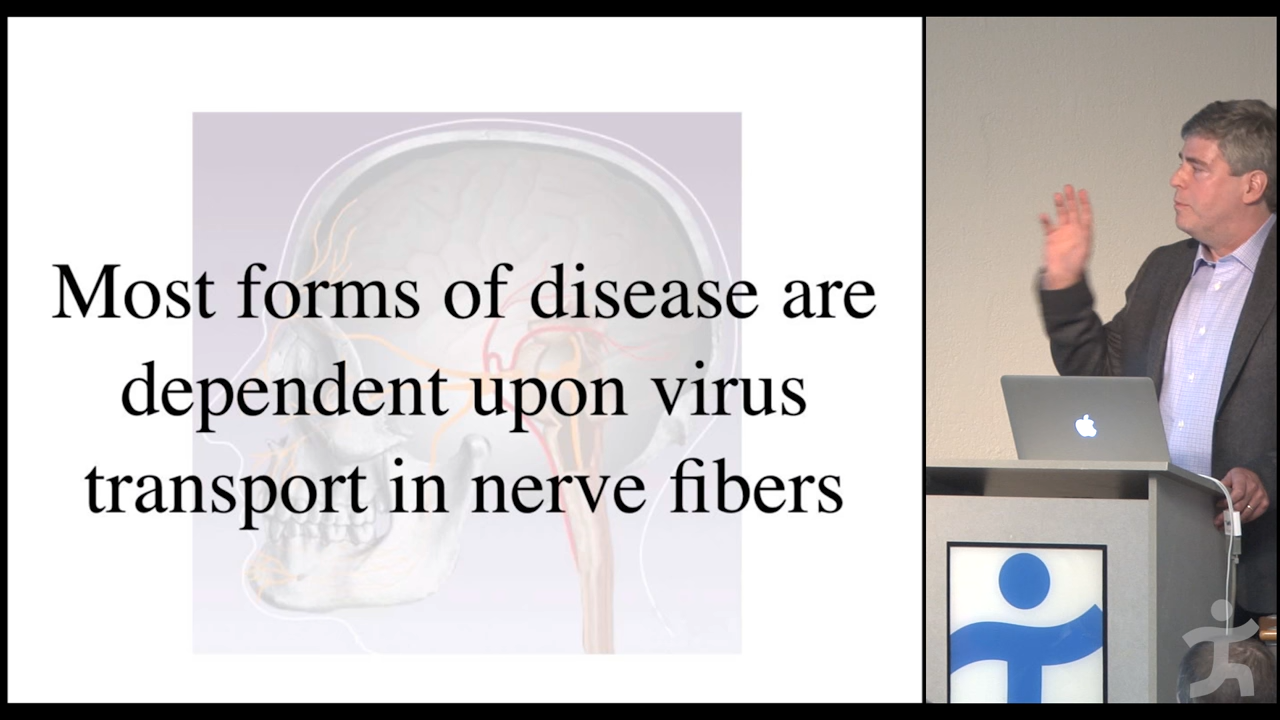 Most forms of disease are
dependent upon virus
transport in nerve fibers